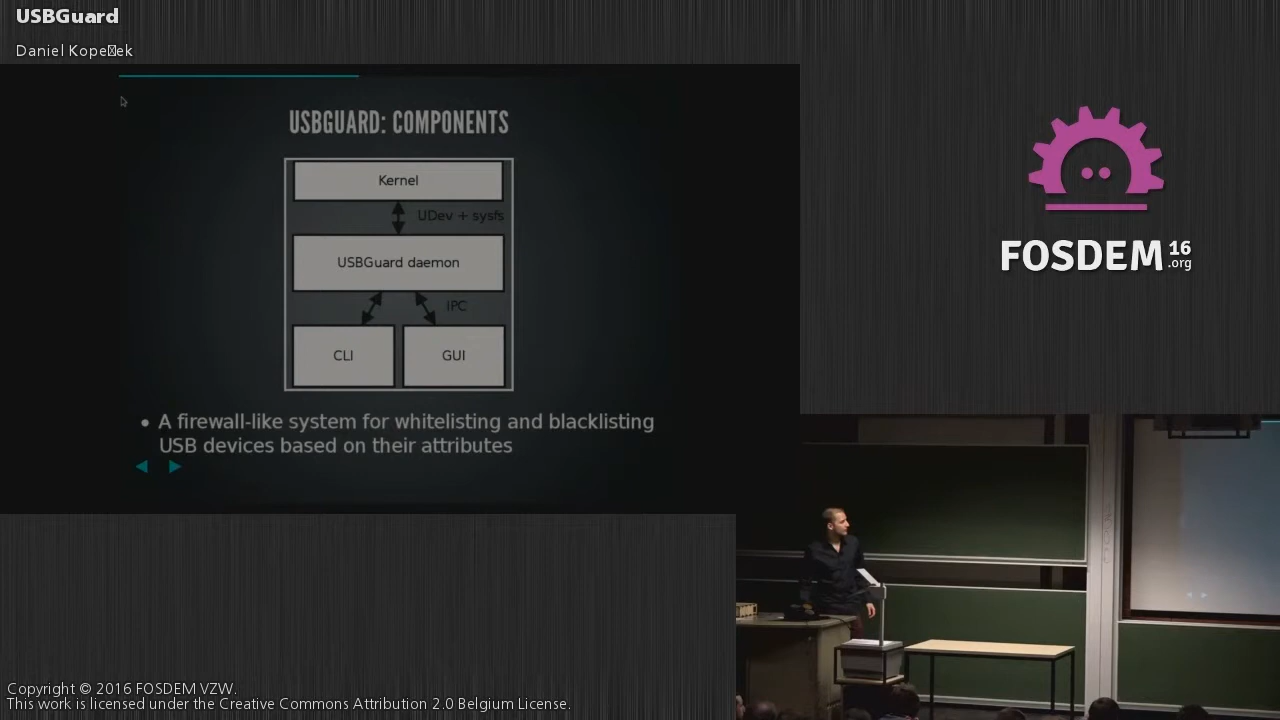 USBGuard
Daniel Kope▯ek
USBGUARD: COMPONENTS
Kernel
UDev + sysfs
USBGuard daemon
IPC
CLI
GUI
• A firewall-like system for whitelisting and blacklisting
USB devices based on their attributes
FOSDEM 16
.org
Copyright © 2016 FOSDEM VZW.
This work is licensed under the Creative Commons Attribution 2.0 Belgium License.